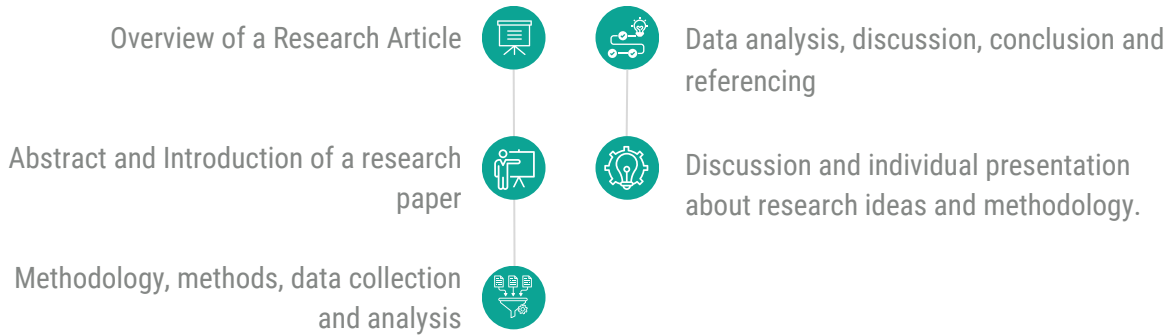 Overview of a Research Article
Abstract and Introduction of a research
paper
Methodology, methods, data collection
and analysis
Data analysis, discussion, conclusion and
referencing
Discussion and individual presentation
about research ideas and methodology.